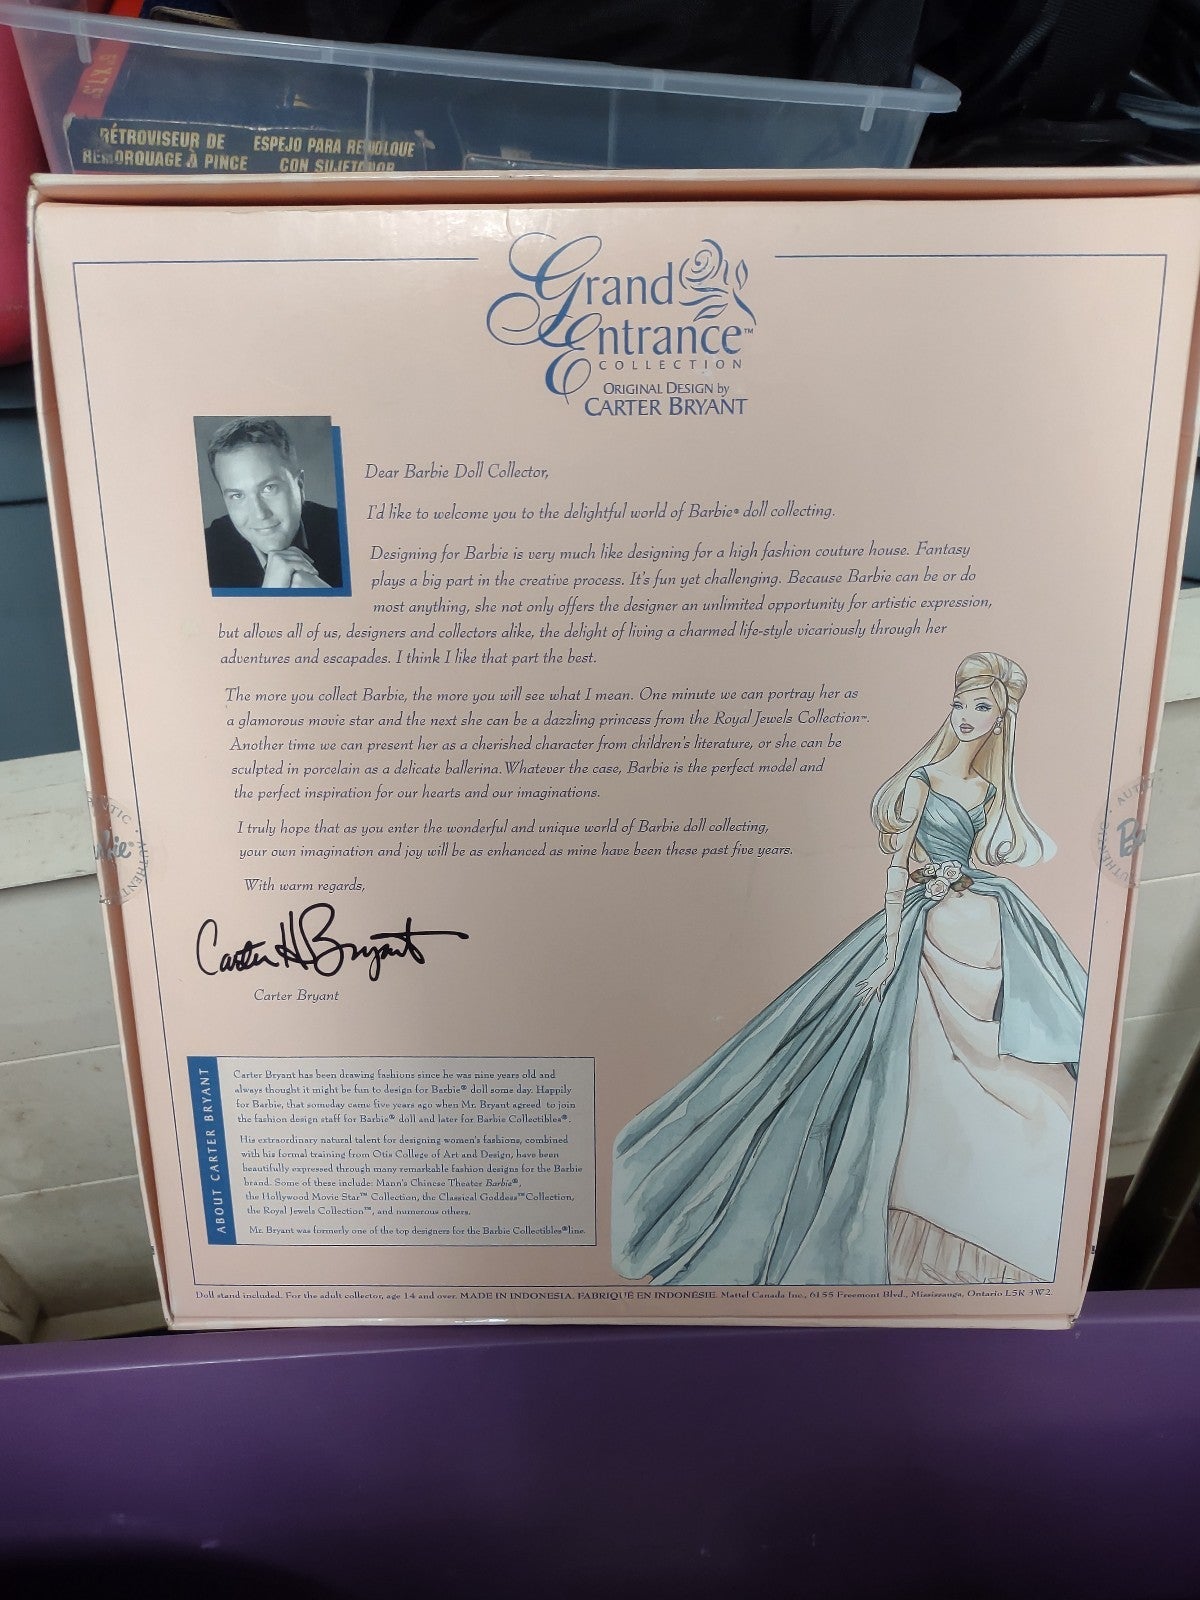 RÉTROVISEUR DE
REMORQUAGE À PINCE
ESPEJO PARA REMOLQUE
CON SUJETADOR
Grand
Entrance™
COLLECTION
ORIGINAL DESIGN by
CARTER BRYANT
Dear Barbie Doll Collector,
I'd like to welcome you to the delightful world of Barbie® doll collecting.
Designing for Barbie is very much like designing for a high fashion couture house. Fantasy
plays a big part in the creative process. It's fun yet challenging. Because Barbie can be or do
most anything, she not only offers the designer an unlimited opportunity for artistic expression,
but allows all of us, designers and collectors alike, the delight of living a charmed life-style vicariously through her
adventures and escapades. I think I like that part the best.
The more you collect Barbie, the more you will see what I mean. One minute we can portray her as
a glamorous movie star and the next she can be a dazzling princess from the Royal Jewels Collection™.
Another time we can present her as a cherished character from children's literature, or she can be
sculpted in porcelain as a delicate ballerina. Whatever the case, Barbie is the perfect model and
the perfect inspiration for our hearts and our imaginations.
I truly hope that as you enter the wonderful and unique world of Barbie doll collecting,
your own imagination and joy will be as enhanced as mine have been these past five years.
With warm regards,
Carter H. Bryant
Carter Bryant
ABOUT CARTER BRYANT
Carter Bryant has been drawing fashions since he was nine years old and
always thought it might be fun to design for Barbie® doll some day. Happily
for Barbie, that someday came five years ago when Mr. Bryant agreed to join
the fashion design staff for Barbie® doll and later for Barbie Collectibles®.
His extraordinary natural talent for designing women's fashions, combined
with his formal training from Otis College of Art and Design, have been
beautifully expressed through many remarkable fashion designs for the Barbie
brand. Some of these include: Mann's Chinese Theater Barbie®,
the Hollywood Movie Star™ Collection, the Classical Goddess™ Collection,
the Royal Jewels Collection™, and numerous others.
Mr. Bryant was formerly one of the top designers for the Barbie Collectibles® line.
Doll stand included. For the adult collector, age 14 and over. MADE IN INDONESIA. FABRIQUÉ EN INDONÉSIE. Mattel Canada Inc., 6155 Freemont Blvd., Mississauga, Ontario L5R 3W2.